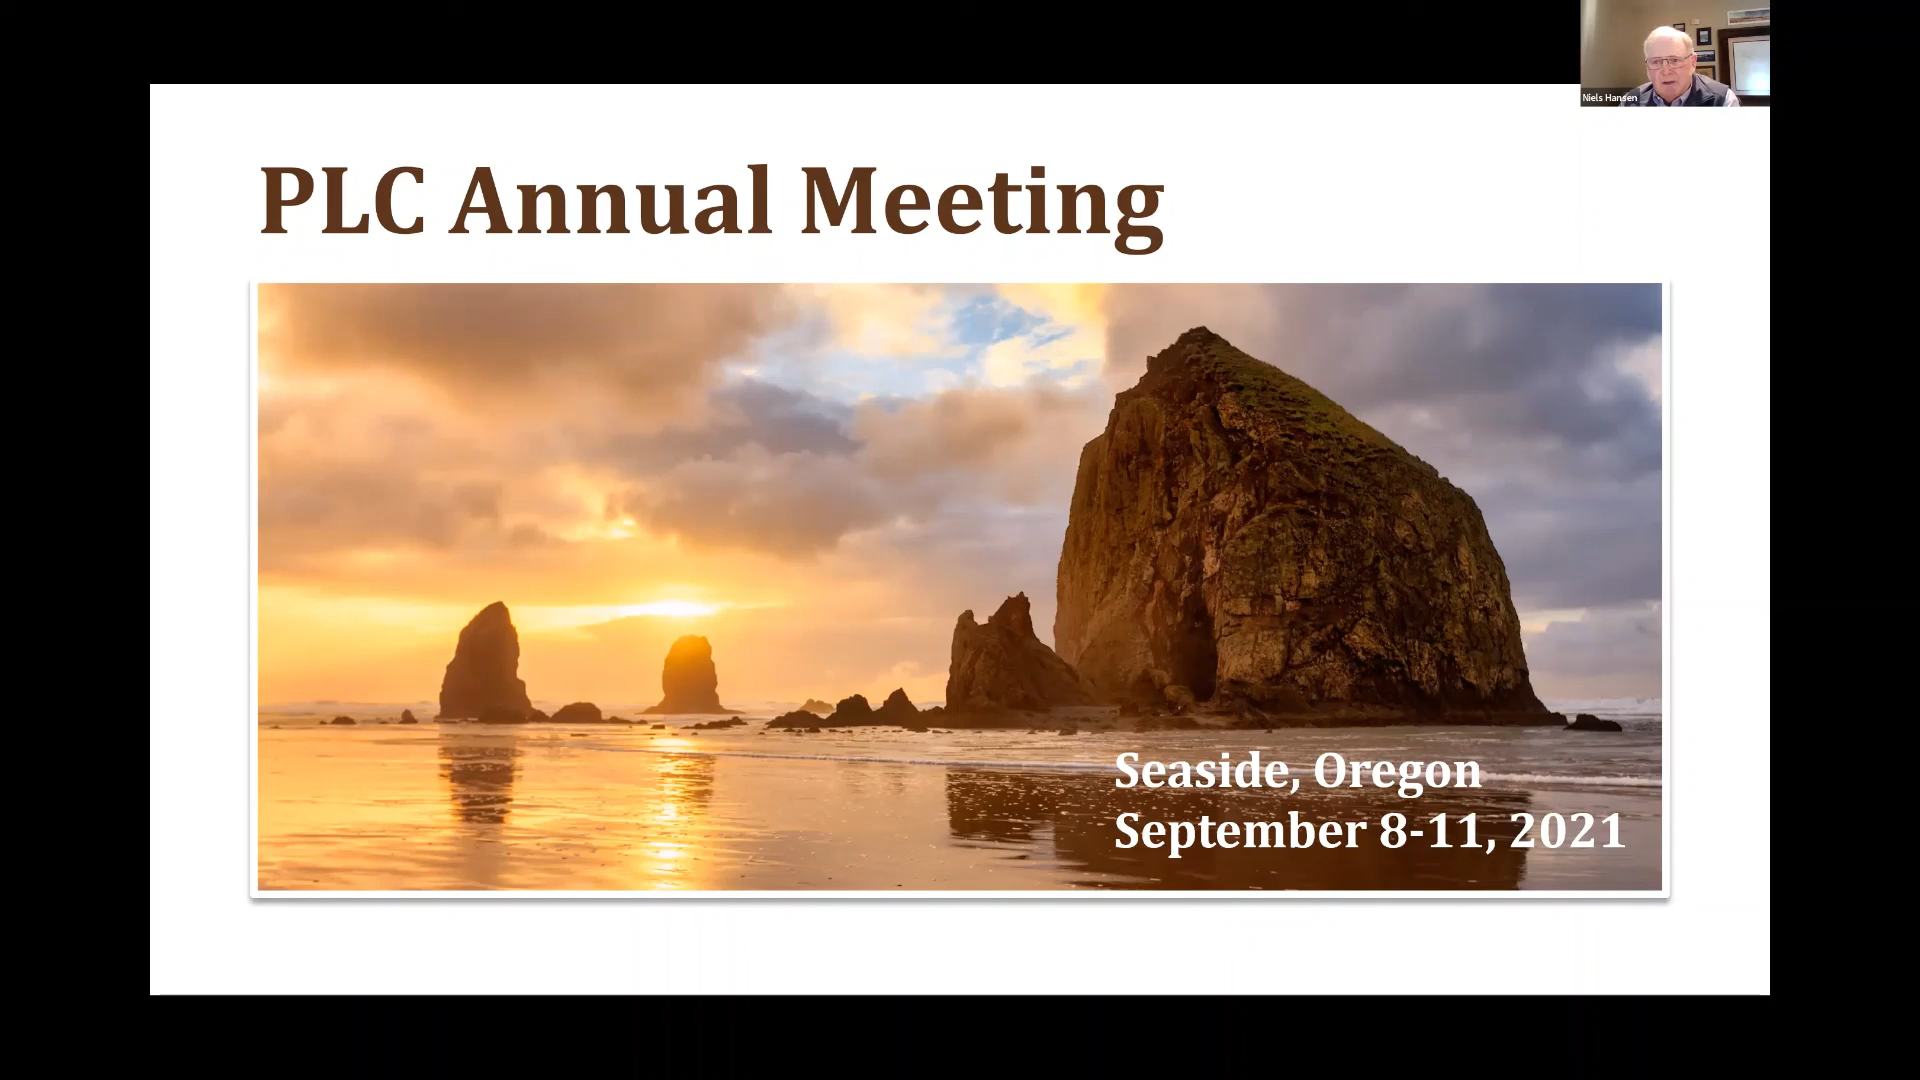 Niels Hansen
PLC Annual Meeting
Seaside, Oregon
September 8-11, 2021